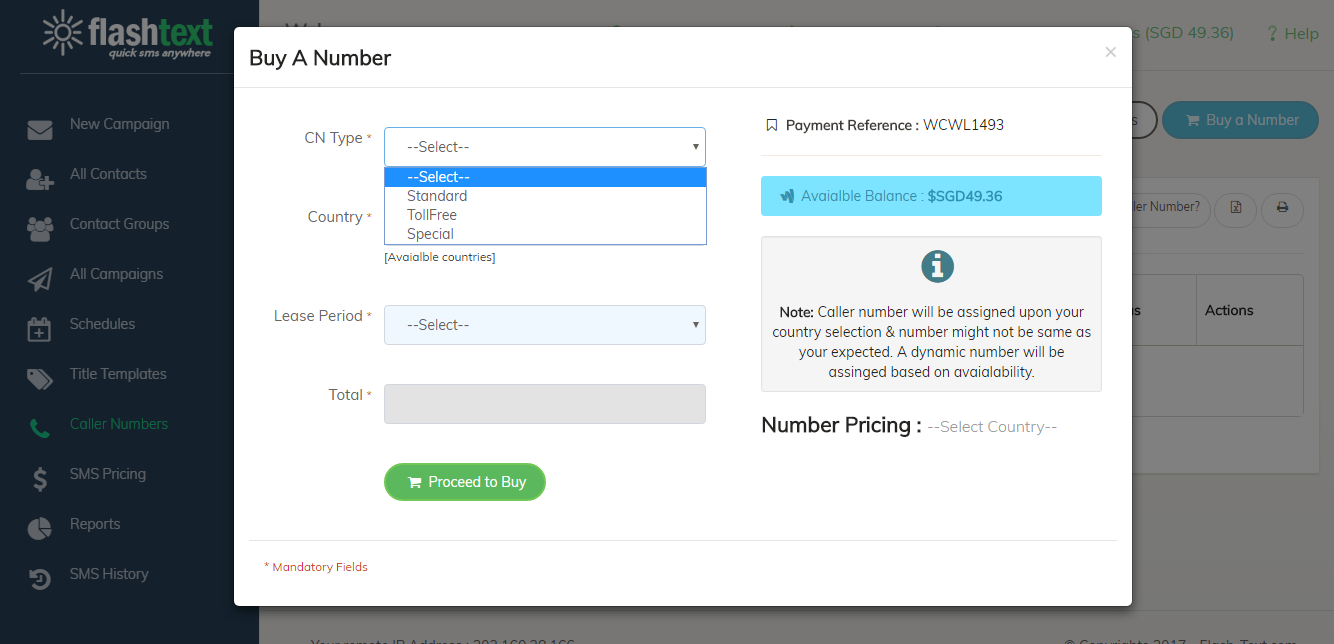 flashtext
quick sms anywhere
New Campaign
All Contacts
Contact Groups
All Campaigns
Schedules
Title Templates
Caller Numbers
SMS Pricing
Reports
SMS History
(SGD 49.36)
? Help
Buy a Number
Number?
Actions
Buy A Number
×
CN Type *
--Select--
--Select--
Standard
TollFree
Special
Country *
[Avaialble countries]
Lease Period *
--Select--
Total *
Proceed to Buy
* Mandatory Fields
Payment Reference : WCWL1493
Avaialble Balance : $SGD49.36
Note: Caller number will be assigned upon your
country selection & number might not be same as
your expected. A dynamic number will be
assinged based on avaialability.
Number Pricing : --Select Country--